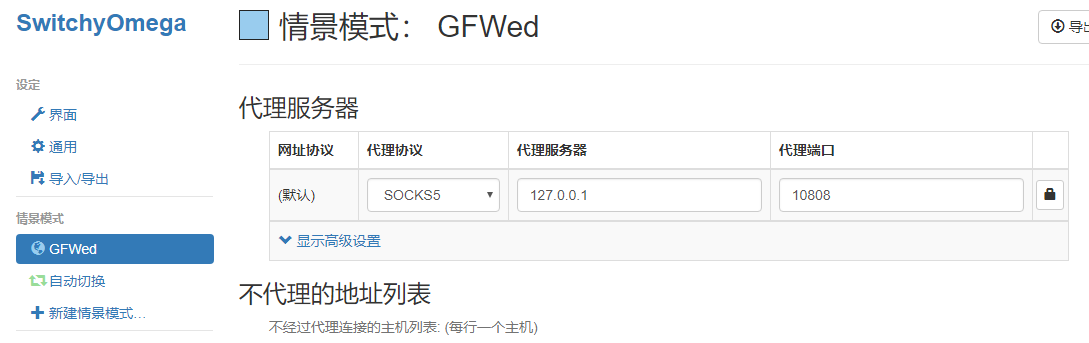 SwitchyOmega
设定
界面
通用
导入/导出
情景模式
GFWed
自动切换
新建情景模式...
情景模式： GFWed
导出
代理服务器
网址协议 代理协议 代理服务器 代理端口
(默认) SOCKS5 127.0.0.1 10808
显示高级设置
不代理的地址列表
不经过代理连接的主机列表: (每行一个主机)